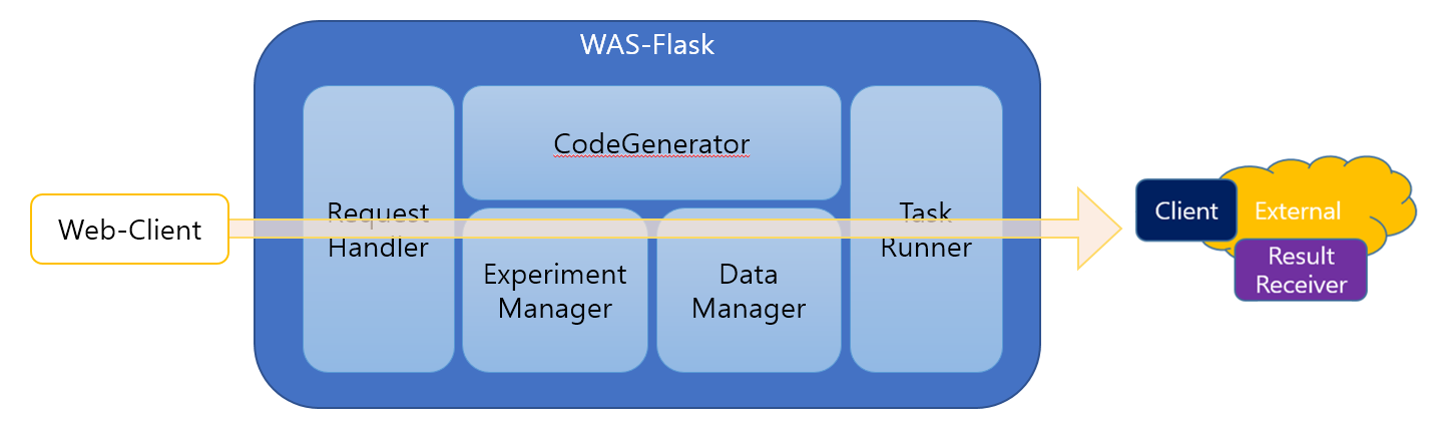 WAS-Flask
Web-Client
Request
Handler
CodeGenerator
Experiment
Manager
Data
Manager
Task
Runner
Client
External
Result
Receiver